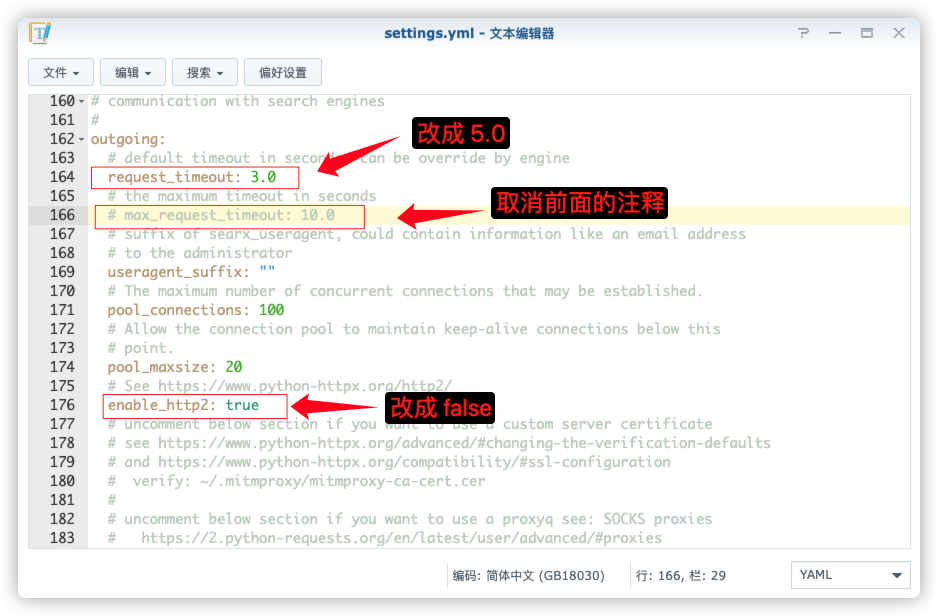 settings.yml - 文本编辑器
文件 编辑 搜索 偏好设置
160 # communication with search engines
161 #
162 outgoing:
改成 5.0
163 # default timeout in seconds, can be override by engine
164 request_timeout: 3.0
165 # the maximum timeout in seconds
取消前面的注释
166 # max_request_timeout: 10.0
167 # suffix of searx_useragent, could contain information like an email address
168 # to the administrator
169 useragent_suffix: ""
170 # The maximum number of concurrent connections that may be established.
171 pool_connections: 100
172 # Allow the connection pool to maintain keep-alive connections below this
173 # point.
174 pool_maxsize: 20
175 # See https://www.python-httpx.org/http2/
176 enable_http2: true
改成 false
177 # uncomment below section if you want to use a custom server certificate
178 # see https://www.python-httpx.org/advanced/#changing-the-verification-defaults
179 # and https://www.python-httpx.org/compatibility/#ssl-configuration
180 #  verify: ~/.mitmproxy/mitmproxy-ca-cert.cer
181 #
182 # uncomment below section if you want to use a proxyq see: SOCKS proxies
183 #   https://2.python-requests.org/en/latest/user/advanced/#proxies
编码: 简体中文 (GB18030) 行: 166, 栏: 29 YAML